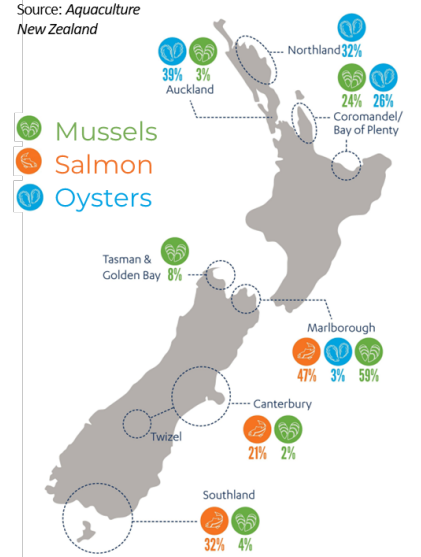 Source: Aquaculture
New Zealand
Northland 32%
39% 3%
Auckland
24% 26%
Coromandel/
Bay of Plenty
Mussels
Salmon
Oysters
Tasman &
Golden Bay 8%
Marlborough
47% 3% 59%
Canterbury
21% 2%
Twizel
Southland
32% 4%